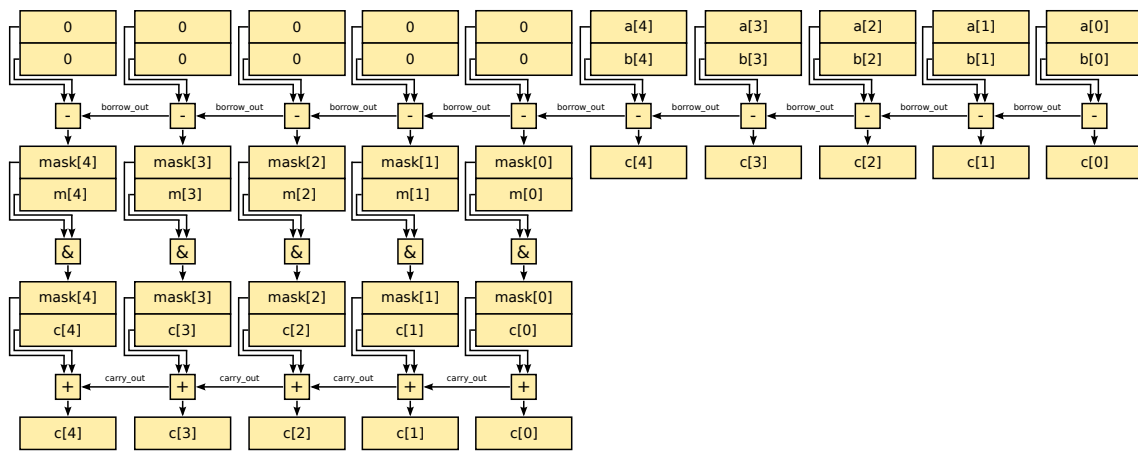 0 0 0 0 0 a[4] a[3] a[2] a[1] a[0]
0 0 0 0 0 b[4] b[3] b[2] b[1] b[0]
- borrow_out - borrow_out - borrow_out - borrow_out - borrow_out - borrow_out - borrow_out - borrow_out - borrow_out -
mask[4] mask[3] mask[2] mask[1] mask[0] c[4] c[3] c[2] c[1] c[0]
m[4] m[3] m[2] m[1] m[0]
& & & & &
mask[4] mask[3] mask[2] mask[1] mask[0]
c[4] c[3] c[2] c[1] c[0]
+ carry_out + carry_out + carry_out + carry_out +
c[4] c[3] c[2] c[1] c[0]